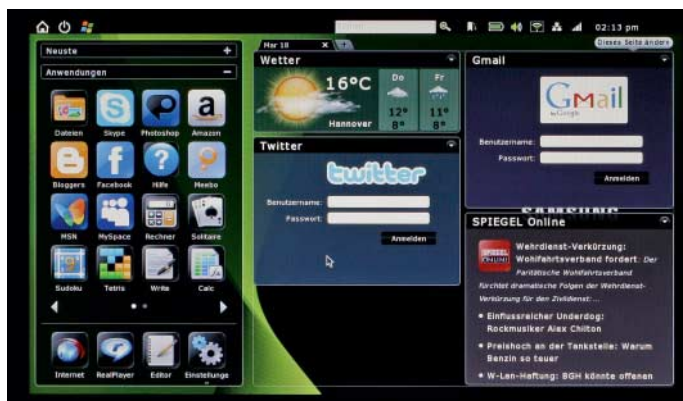 02:13 pm
Dieses Seite ändern
Neuste +
Anwendungen −
Dateien Skype Photoshop Amazon
Bloggers Facebook Hilfe Meebo
MSN MySpace Rechner Solitaire
Sudoku Tetris Write Calc
Internet RealPlayer Editor Einstellunge
Mar 18 X +
Wetter
16°C
Hannover
Do
12°
8°
Fr
11°
8°
Twitter
twitter
Benutzername:
Passwort:
Anmelden
Gmail
Gmail
by Google
Benutzername:
Passwort:
Anmelden
SAMSUNG
SPIEGEL Online
SPIEGEL
ONLINE
Wehrdienst-Verkürzung:
Wohlfahrtsverband fordert: Der
Paritätische Wohlfahrtsverband
fürchtet dramatische Folgen der Wehrdienst-
Verkürzung für den Zivildienst: ...
• Einflussreicher Underdog:
Rockmusiker Alex Chilton
• Preishoch an der Tankstelle: Warum
Benzin so teuer
• W-Lan-Haftung: BGH könnte offenen